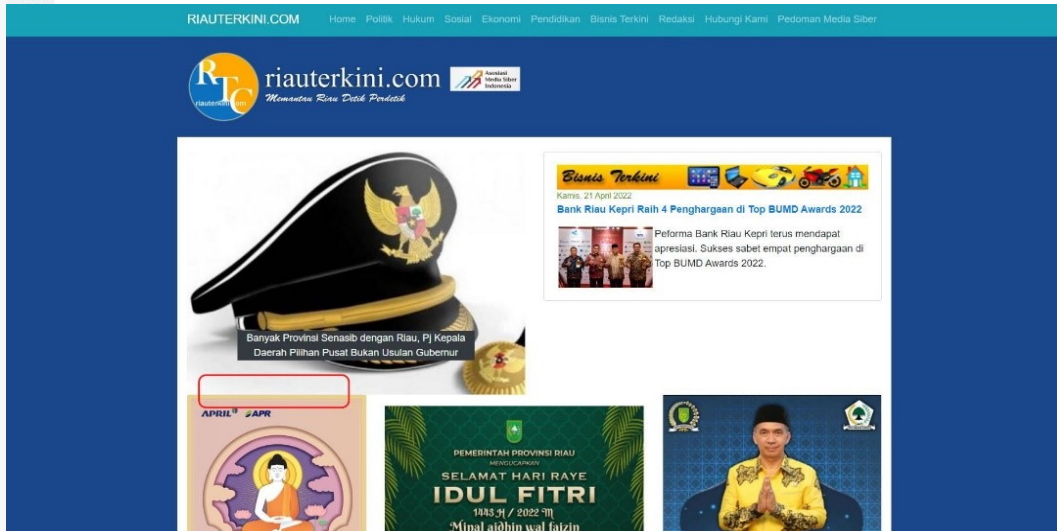 RIAUTERKINI.COM Home Politik Hukum Sosial Ekonomi Pendidikan Bisnis Terkini Redaksi Hubungi Kami Pedoman Media Siber
RTC
riauterkini.com
riauterkini.com
Asosiasi
Media Siber
Indonesia
Memantau Riau Detik Perdetik
Banyak Provinsi Senasib dengan Riau, Pj Kepala
Daerah Pilihan Pusat Bukan Usulan Gubernur
Bisnis Terkini
Kamis, 21 April 2022
Bank Riau Kepri Raih 4 Penghargaan di Top BUMD Awards 2022
Peforma Bank Riau Kepri terus mendapat
apresiasi. Sukses sabet empat penghargaan di
Top BUMD Awards 2022.
APRIL APR
PEMERINTAH PROVINSI RIAU
MENGUCAPKAN
SELAMAT HARI RAYE
IDUL FITRI
1443 H / 2022 M
Minal aidhin wal faizin